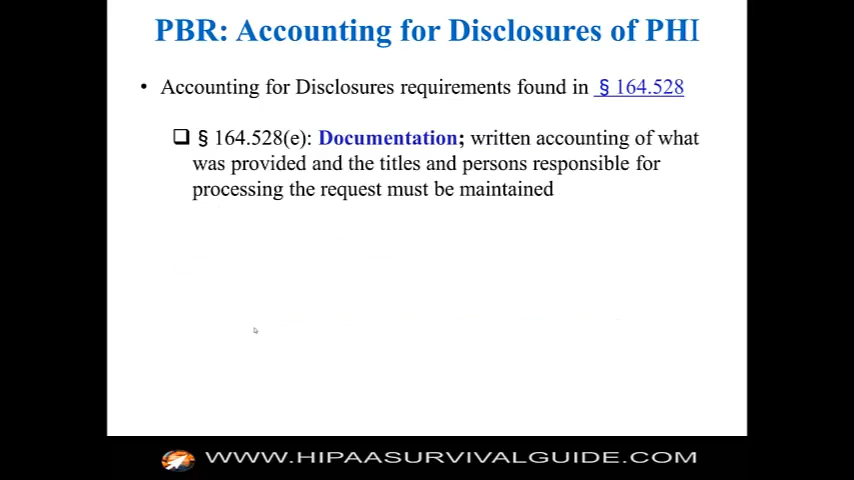 PBR: Accounting for Disclosures of PHI
• Accounting for Disclosures requirements found in § 164.528
❑ § 164.528(e): Documentation; written accounting of what
was provided and the titles and persons responsible for
processing the request must be maintained
WWW.HIPAASURVIVALGUIDE.COM